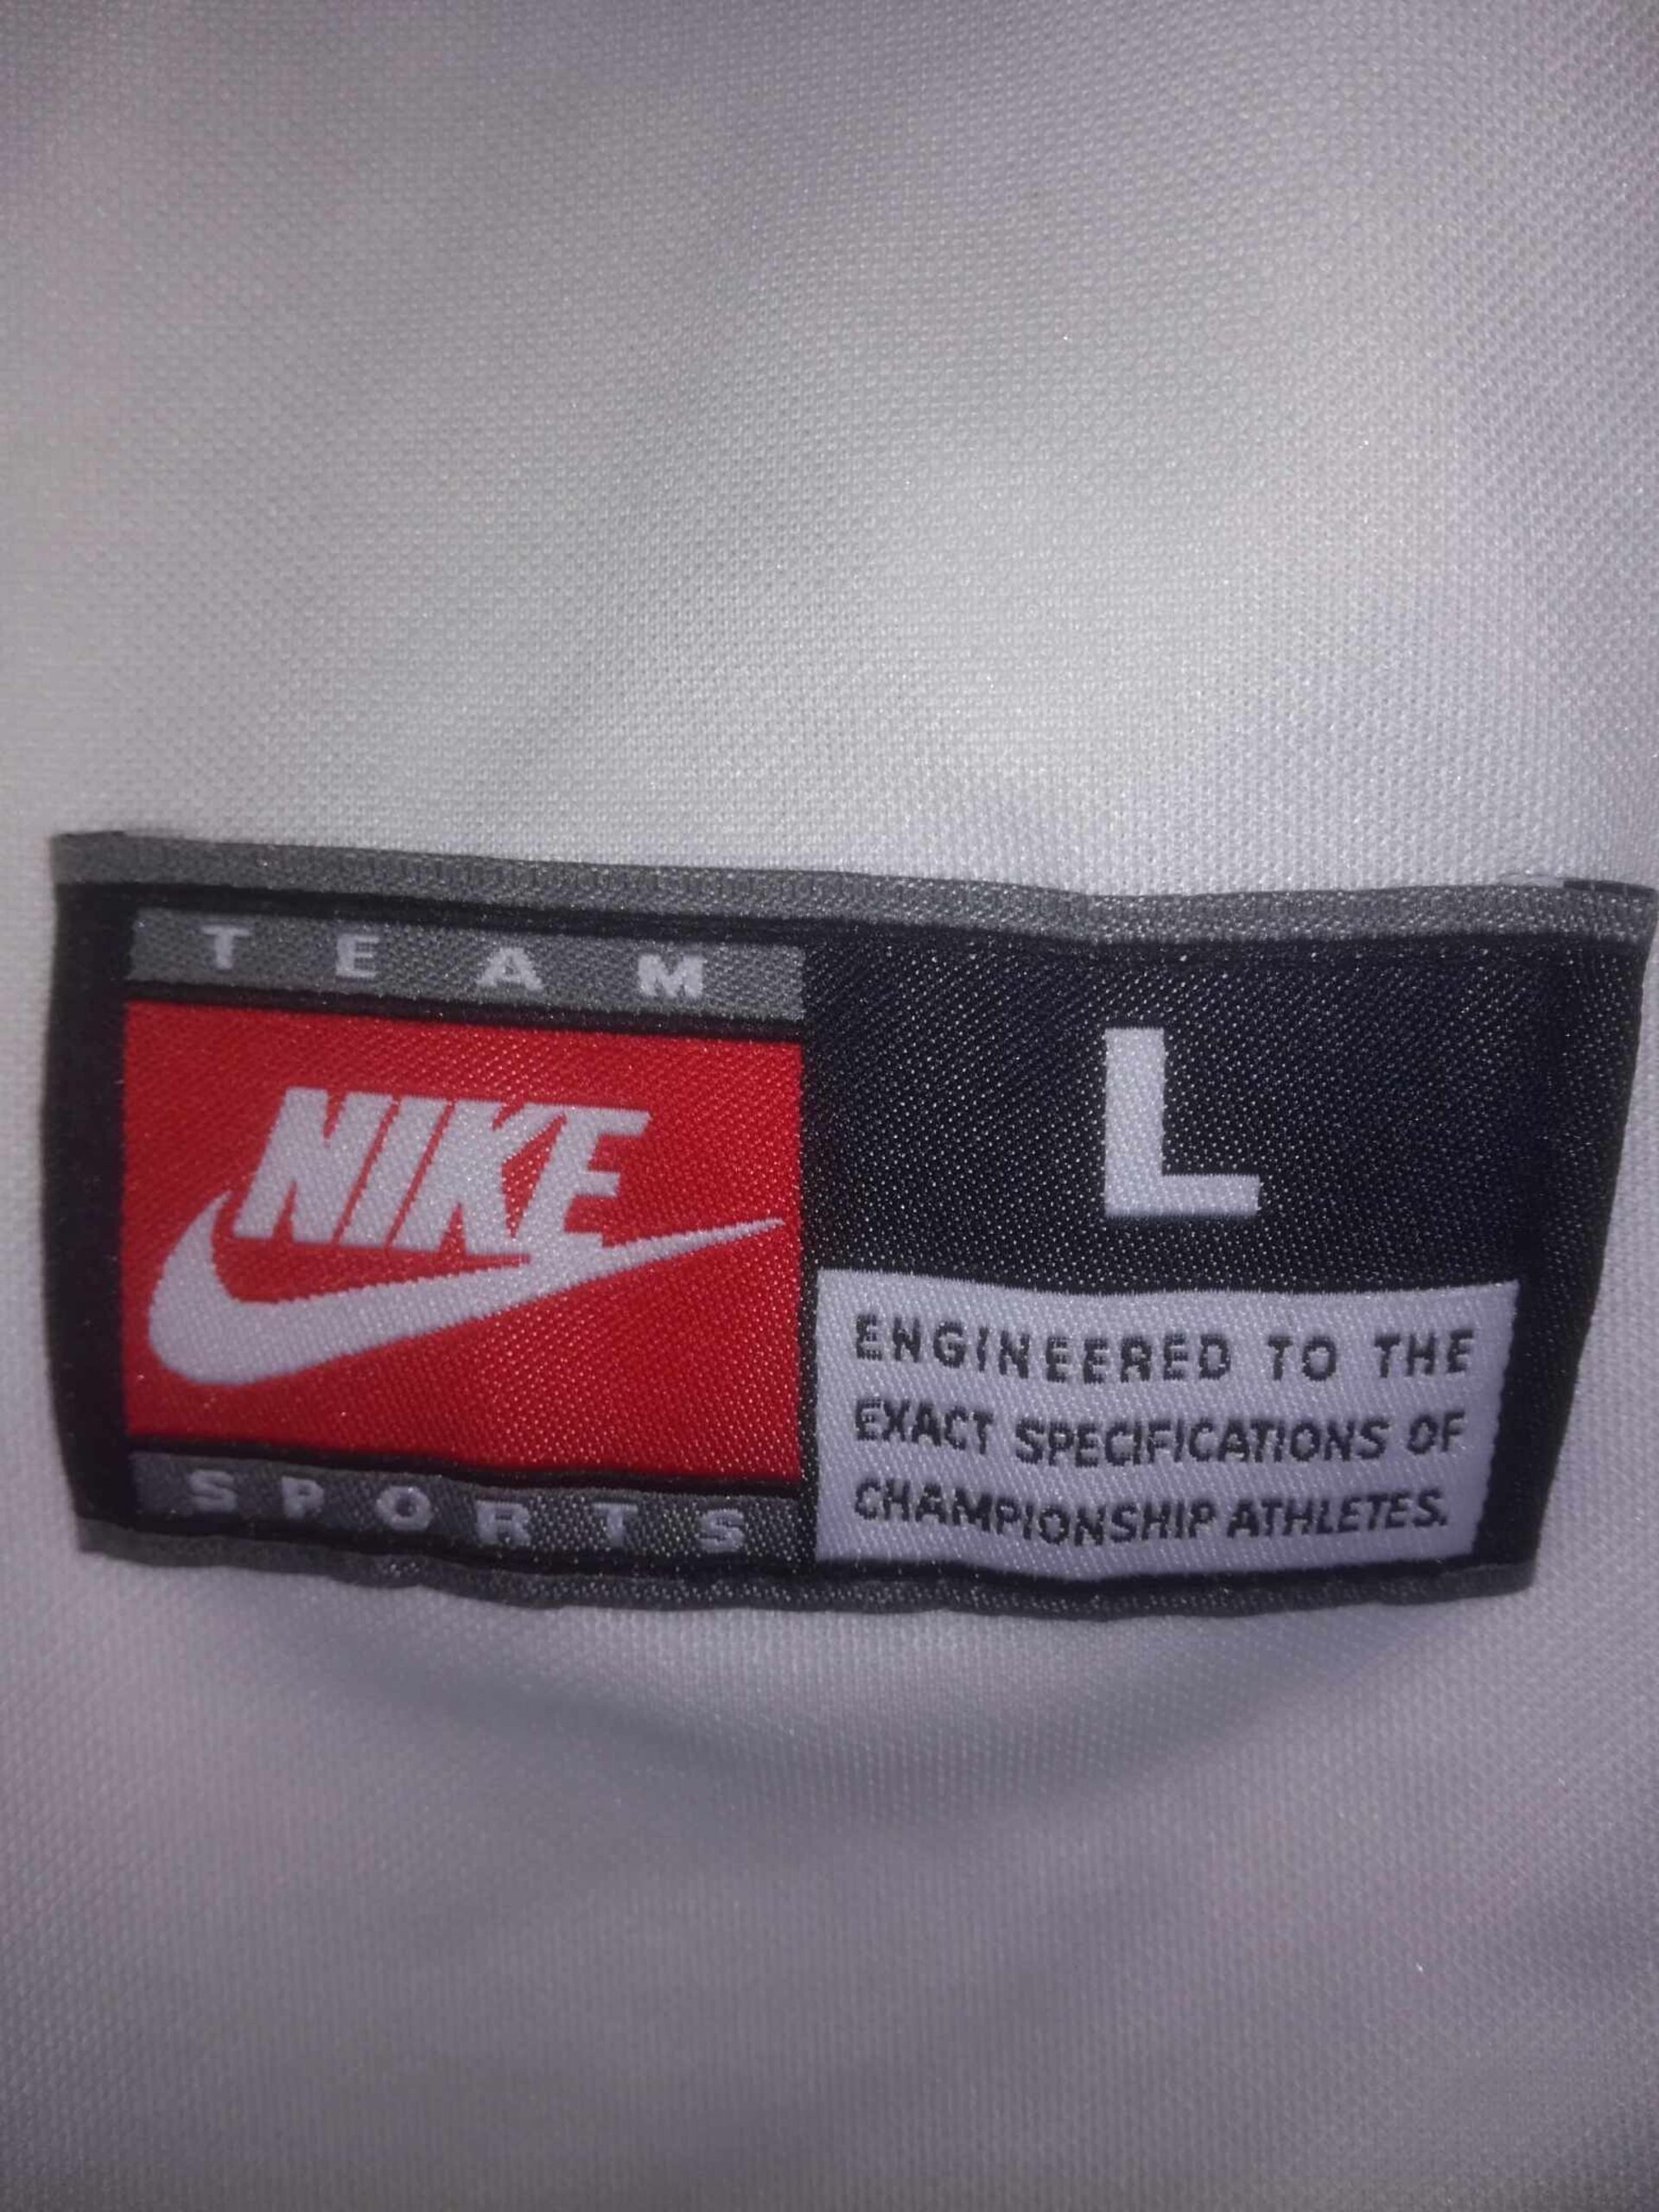 TEAM
NIKE
SPORTS
L
ENGINEERED TO THE
EXACT SPECIFICATIONS OF
CHAMPIONSHIP ATHLETES.